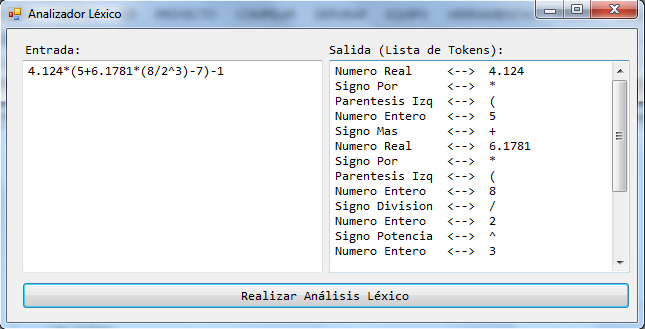 Analizador Léxico
Entrada:
4.124*(5+6.1781*(8/2^3)-7)-1
Salida (Lista de Tokens):
Numero Real <--> 4.124
Signo Por <--> *
Parentesis Izq <--> (
Numero Entero <--> 5
Signo Mas <--> +
Numero Real <--> 6.1781
Signo Por <--> *
Parentesis Izq <--> (
Numero Entero <--> 8
Signo Division <--> /
Numero Entero <--> 2
Signo Potencia <--> ^
Numero Entero <--> 3
Realizar Análisis Léxico